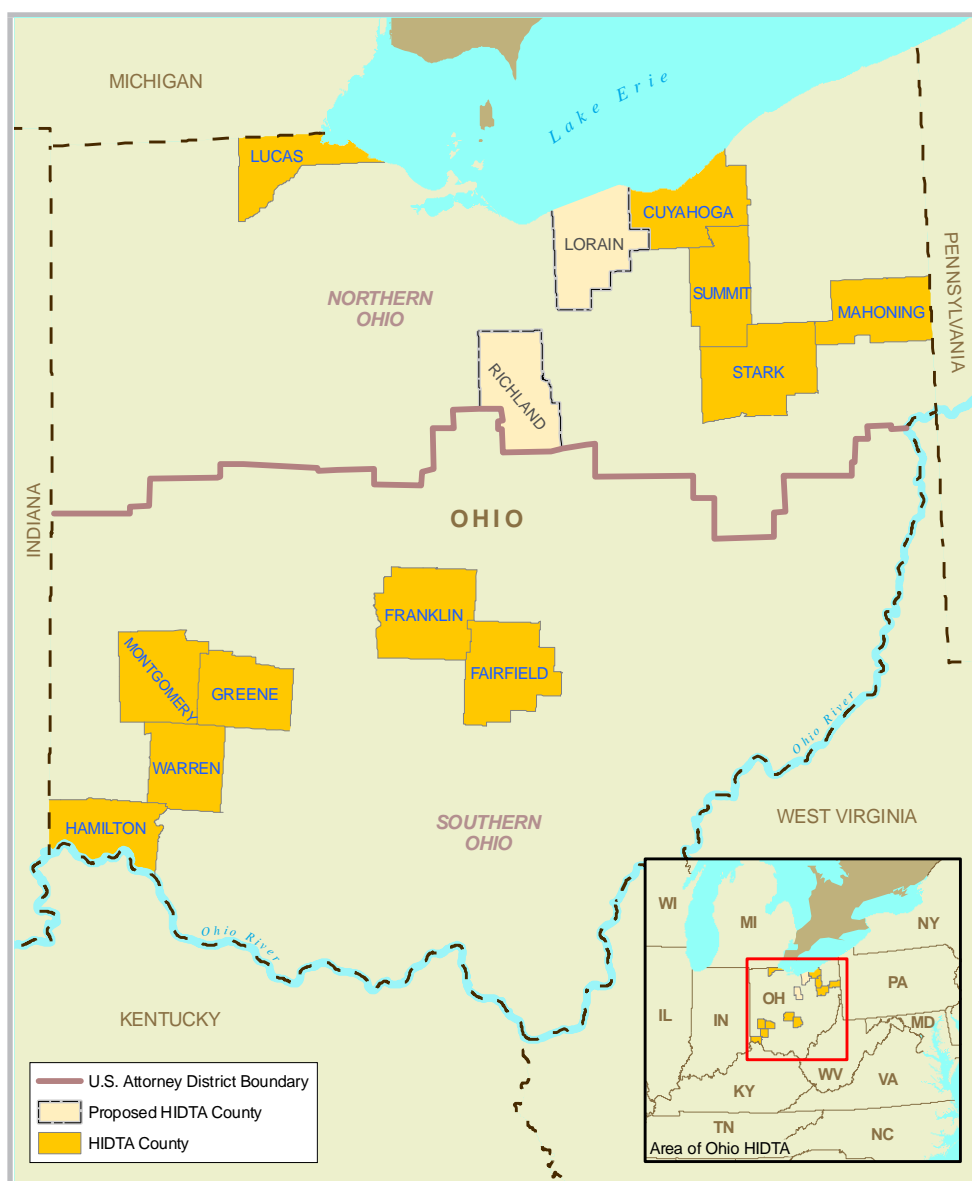 MICHIGAN
Lake Erie
LUCAS
CUYAHOGA
LORAIN
PENNSYLVANIA
NORTHERN
OHIO
SUMMIT
MAHONING
STARK
RICHLAND
INDIANA
OHIO
FRANKLIN
MONTGOMERY
GREENE
FAIRFIELD
Ohio River
WARREN
HAMILTON
SOUTHERN
OHIO
WEST VIRGINIA
Ohio River
KENTUCKY
U.S. Attorney District Boundary
Proposed HIDTA County
HIDTA County
WI
MI
NY
OH
PA
IL
IN
MD
WV
VA
KY
TN
NC
Area of Ohio HIDTA